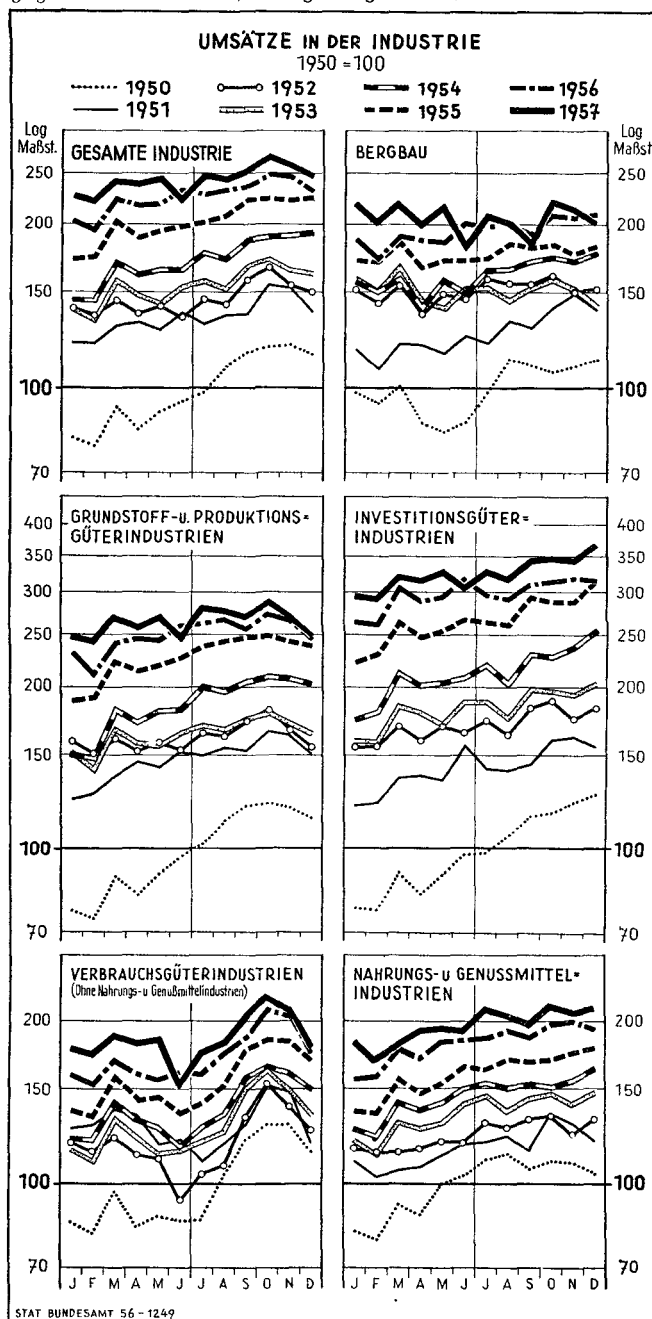 UMSÄTZE IN DER INDUSTRIE
1950 = 100
1950 1952 1954 1956
1951 1953 1955 1957
Log Maßst.
Log Maßst.
GESAMTE INDUSTRIE
250
200
150
100
70
BERGBAU
250
200
150
100
70
J F M A M J J A S O N D
J F M A M J J A S O N D
GRUNDSTOFF- u. PRODUKTIONS=
GÜTERINDUSTRIEN
400
350
300
250
200
150
100
70
INVESTITIONSGÜTER=
INDUSTRIEN
400
350
300
250
200
150
100
70
VERBRAUCHSGÜTERINDUSTRIEN
(Ohne Nahrungs- u Genußmittelindustrien)
200
150
100
70
NAHRUNGS- u GENUSSMITTEL=
INDUSTRIEN
200
150
100
70
J F M A M J J A S O N D
J F M A M J J A S O N D
STAT BUNDESAMT 56 - 1249